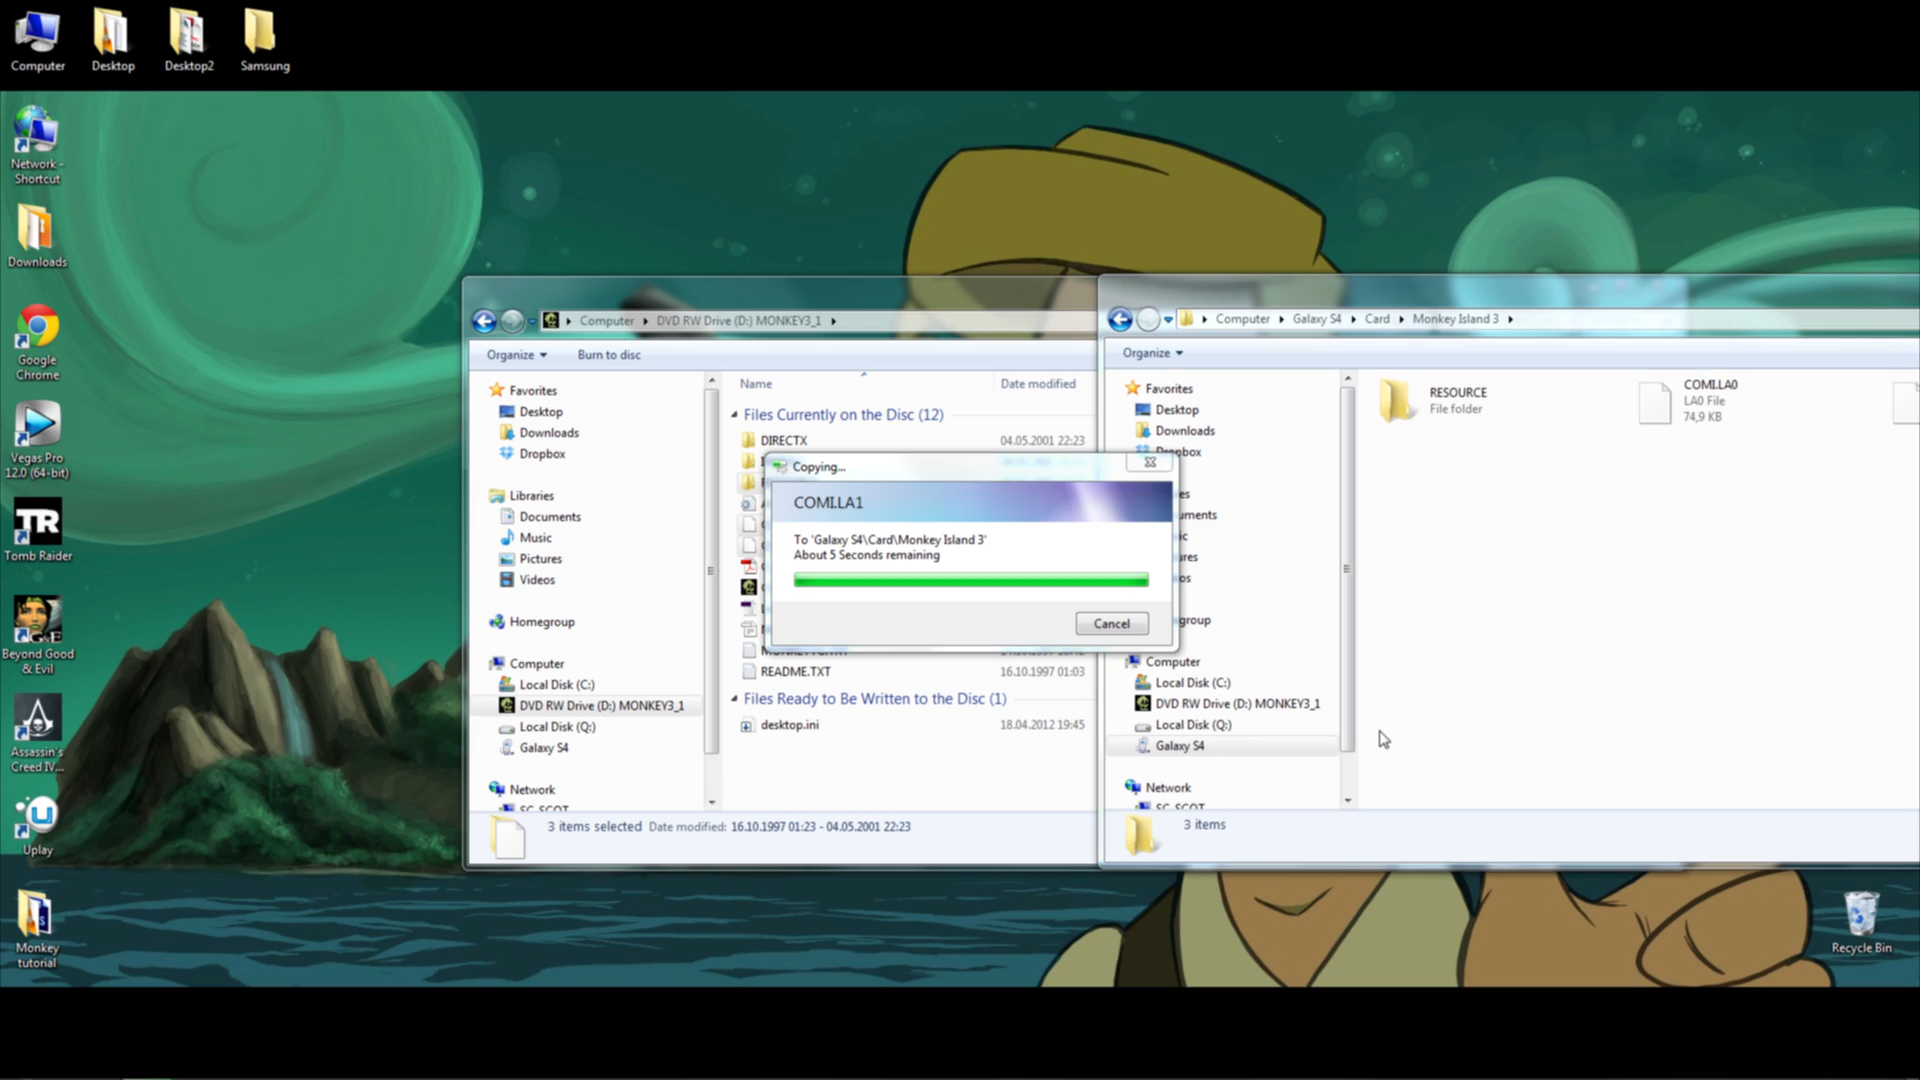 Computer
Desktop
Desktop2
Samsung
Network -
Shortcut
Downloads
Google
Chrome
Vegas Pro
12.0 (64-bit)
TR
Tomb Raider
Beyond Good
& Evil
Assassin's
Creed IV...
Uplay
Monkey
tutorial
Recycle Bin
Computer DVD RW Drive (D:) MONKEY3_1
Organize Burn to disc
Favorites
Desktop
Downloads
Dropbox
Libraries
Documents
Music
Pictures
Videos
Homegroup
Computer
Local Disk (C:)
DVD RW Drive (D:) MONKEY3_1
Local Disk (Q:)
Galaxy S4
Network
Name Date modified
Files Currently on the Disc (12)
DIRECTX 04.05.2001 22:23
README.TXT 16.10.1997 01:03
Files Ready to Be Written to the Disc (1)
desktop.ini 18.04.2012 19:45
3 items selected Date modified: 16.10.1997 01:23 - 04.05.2001 22:23
Copying...
COMI.LA1
To 'Galaxy S4\Card\Monkey Island 3'
About 5 Seconds remaining
Cancel
Computer Galaxy S4 Card Monkey Island 3
Organize
Favorites
Desktop
Downloads
Dropbox
Computer
Local Disk (C:)
DVD RW Drive (D:) MONKEY3_1
Local Disk (Q:)
Galaxy S4
Network
RESOURCE
File folder
COMI.LA0
LA0 File
74,9 KB
3 items